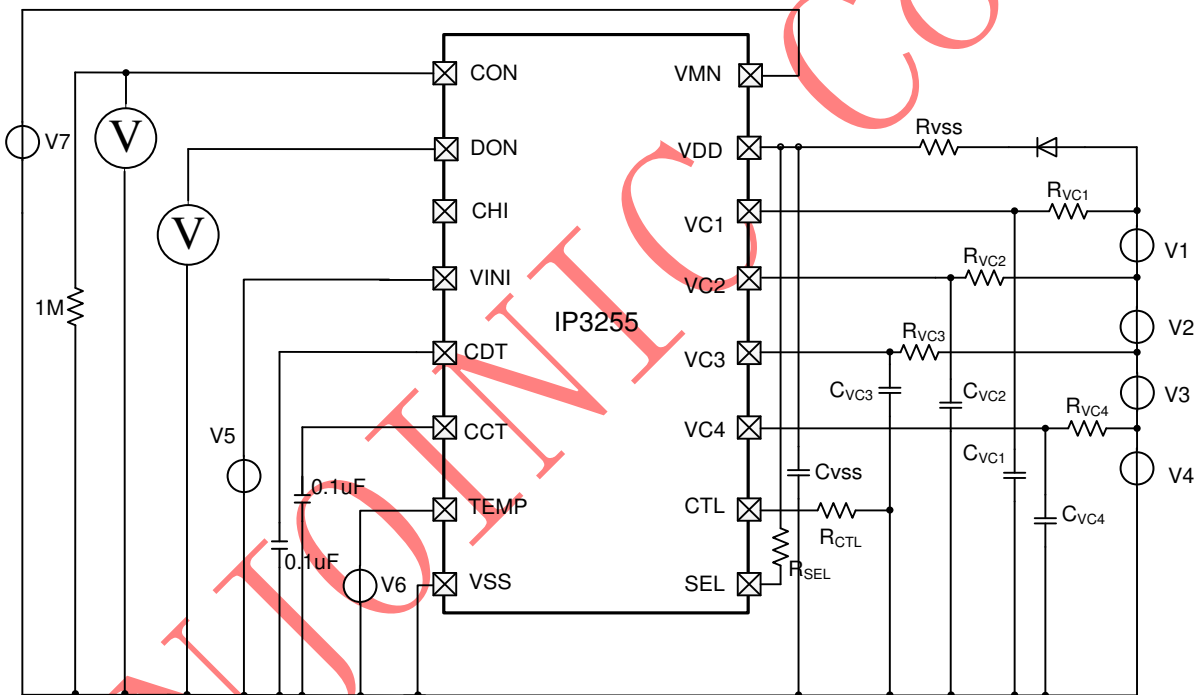 CON
VMN
V7
V
Rvss
DON
VDD
RVC1
CHI
VC1
V
V1
RVC2
VINI
VC2
1M
IP3255
V2
RVC3
CDT
VC3
CVC3
CVC2
V3
RVC4
V5
CCT
VC4
CVC1
Cvss
V4
0.1uF
TEMP
CTL
CVC4
RCTL
0.1uF
V6
VSS
SEL
RSEL